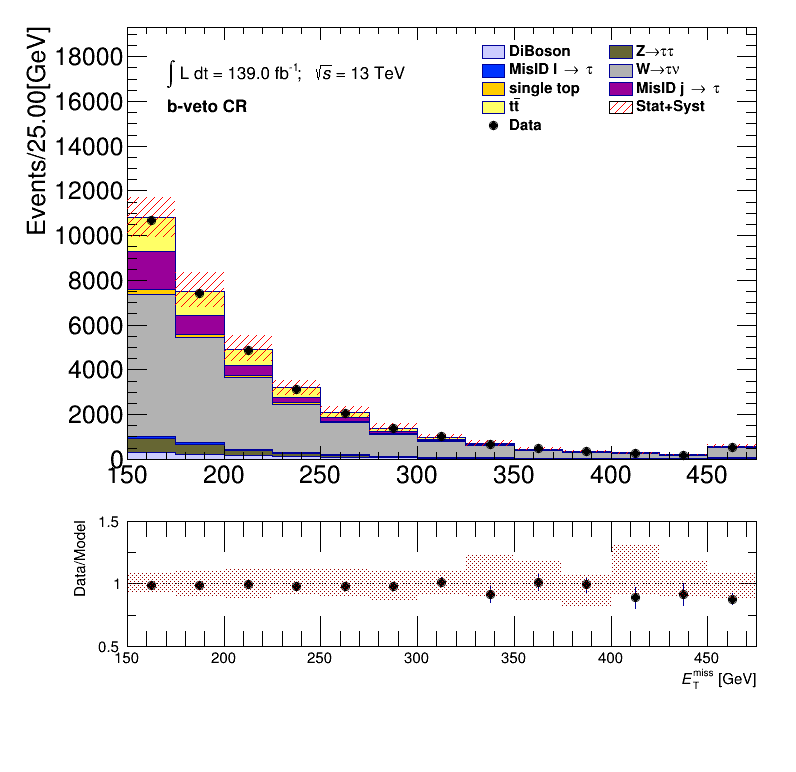 Events/25.00[GeV]
18000
16000
14000
12000
10000
8000
6000
4000
2000
0
∫ L dt = 139.0 fb⁻¹; √s = 13 TeV
b-veto CR
DiBoson
MisID l → τ
single top
tt̄
Data
Z→ττ
W→τν
MisID j → τ
Stat+Syst
150 200 250 300 350 400 450
Data/Model
1.5
1
0.5
150 200 250 300 350 400 450
E_T^miss [GeV]